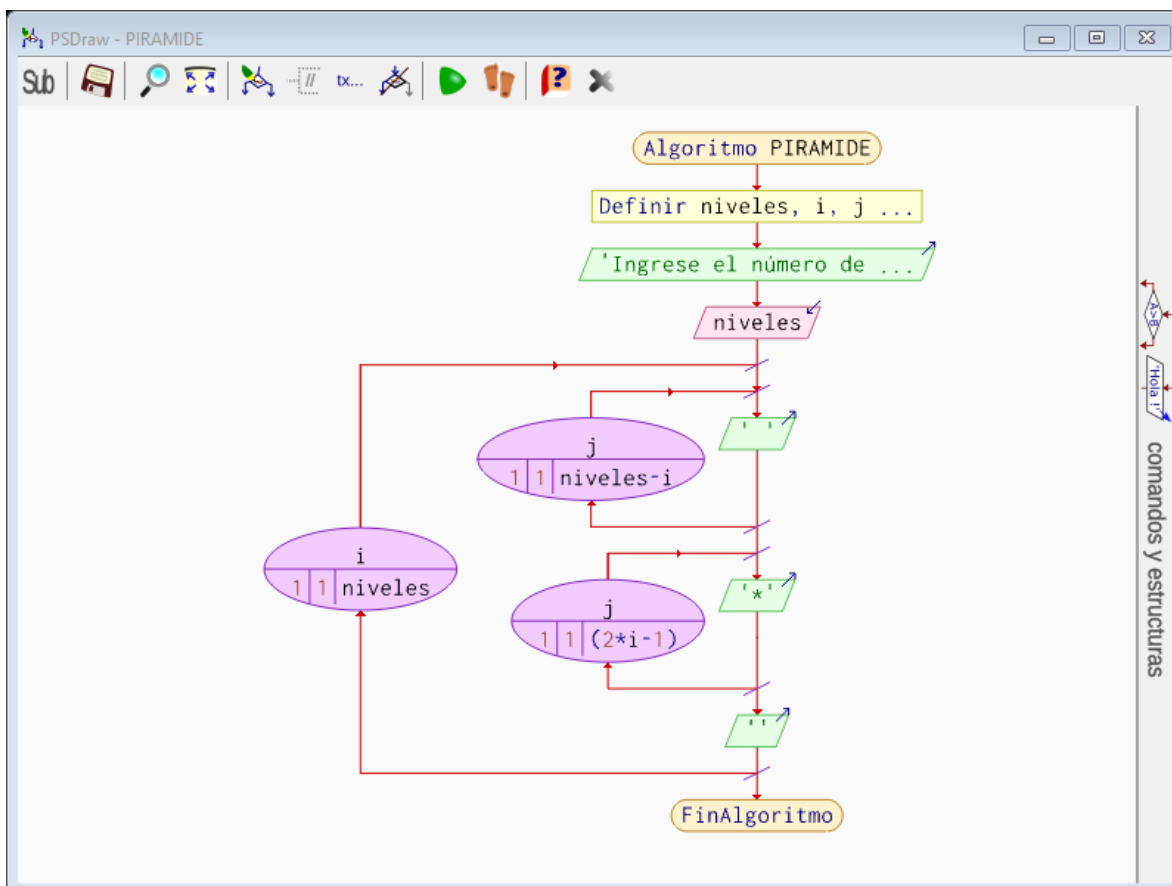 PSDraw - PIRAMIDE
Sub
tx...
Algoritmo PIRAMIDE
Definir niveles, i, j ...
'Ingrese el número de ...
niveles
' '
j
1 1 niveles-i
i
1 1 niveles
'*'
j
1 1 (2*i-1)
''
FinAlgoritmo
A>B
'Hola !'
comandos y estructuras